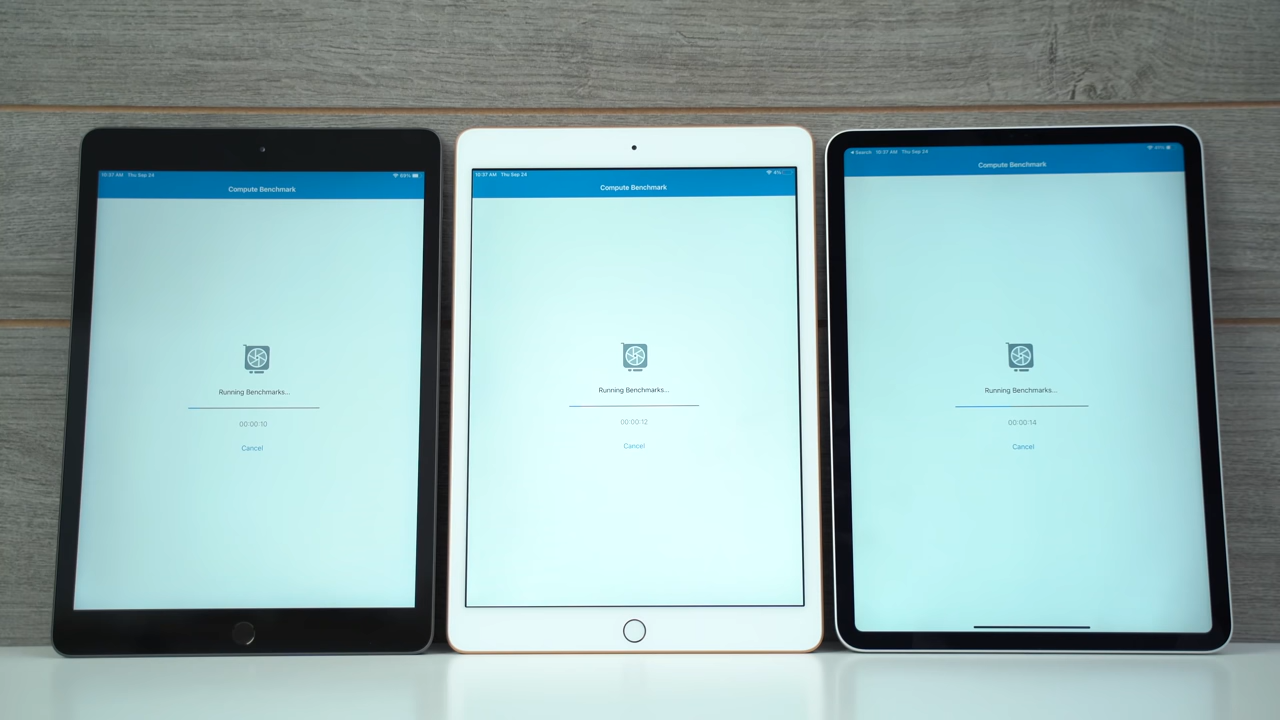 10:37 AM Thu Sep 24
69%
Compute Benchmark
Running Benchmarks...
00:00:10
Cancel
10:37 AM Thu Sep 24
4%
Compute Benchmark
Running Benchmarks...
00:00:12
Cancel
Search 10:37 AM Thu Sep 24
Compute Benchmark
Running Benchmarks...
00:00:14
Cancel